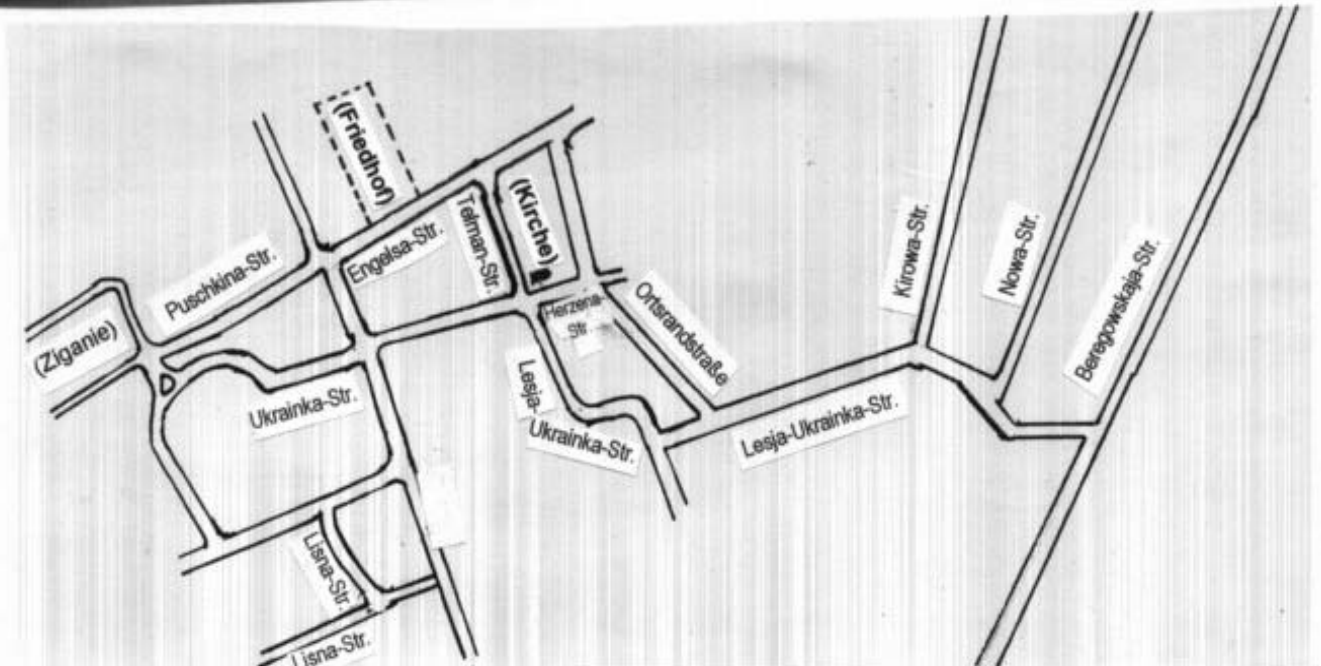 (Friedhof)
(Kirche)
Telman-Str.
Engelsa-Str.
Puschkina-Str.
(Ziganie)
Ukrainka-Str.
Herzena-
Str
Ortsrandstraße
Lesja-
Ukrainka-Str.
Lesja-Ukrainka-Str.
Kirowa-Str.
Nowa-Str.
Beregowskaja-Str.
Lisna-Str.
Lisna-Str.